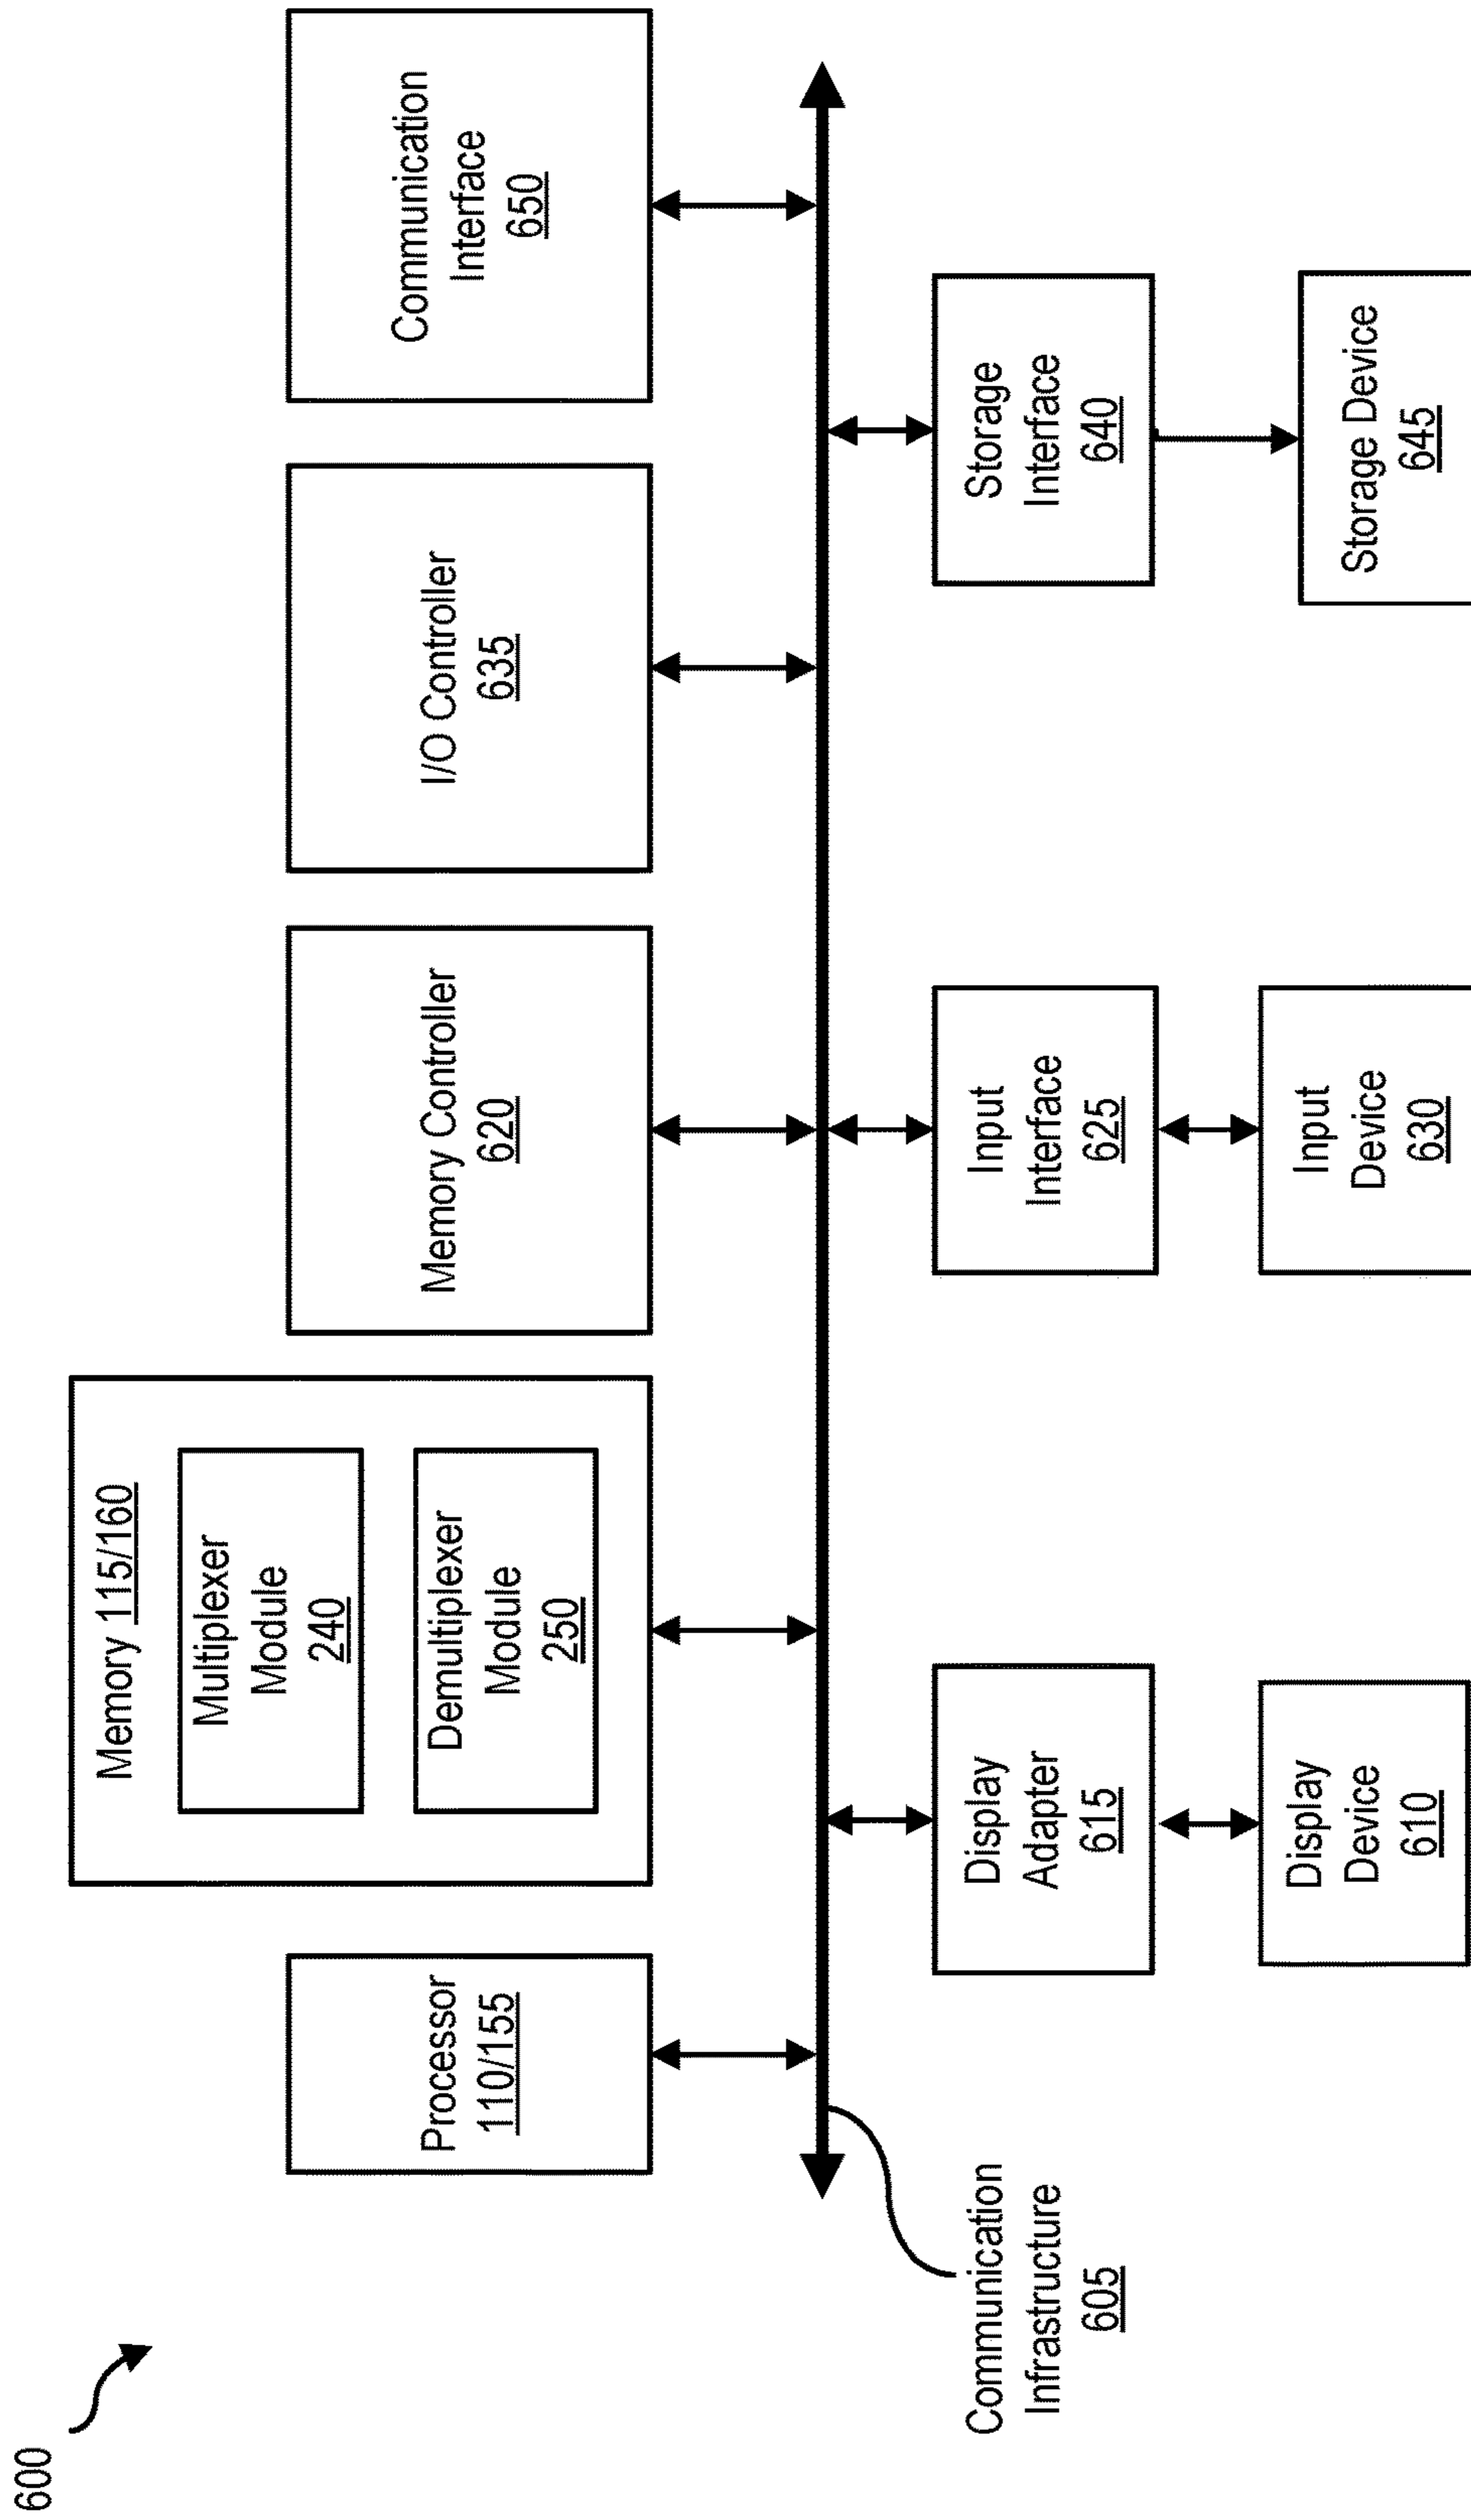 600
Processor
110/155
Memory 115/160
Multiplexer
Module
240
Demultiplexer
Module
250
Memory Controller
620
I/O Controller
635
Communication
Interface
650
Communication
Infrastructure
605
Display
Adapter
615
Input
Interface
625
Storage
Interface
640
Display
Device
610
Input
Device
630
Storage Device
645